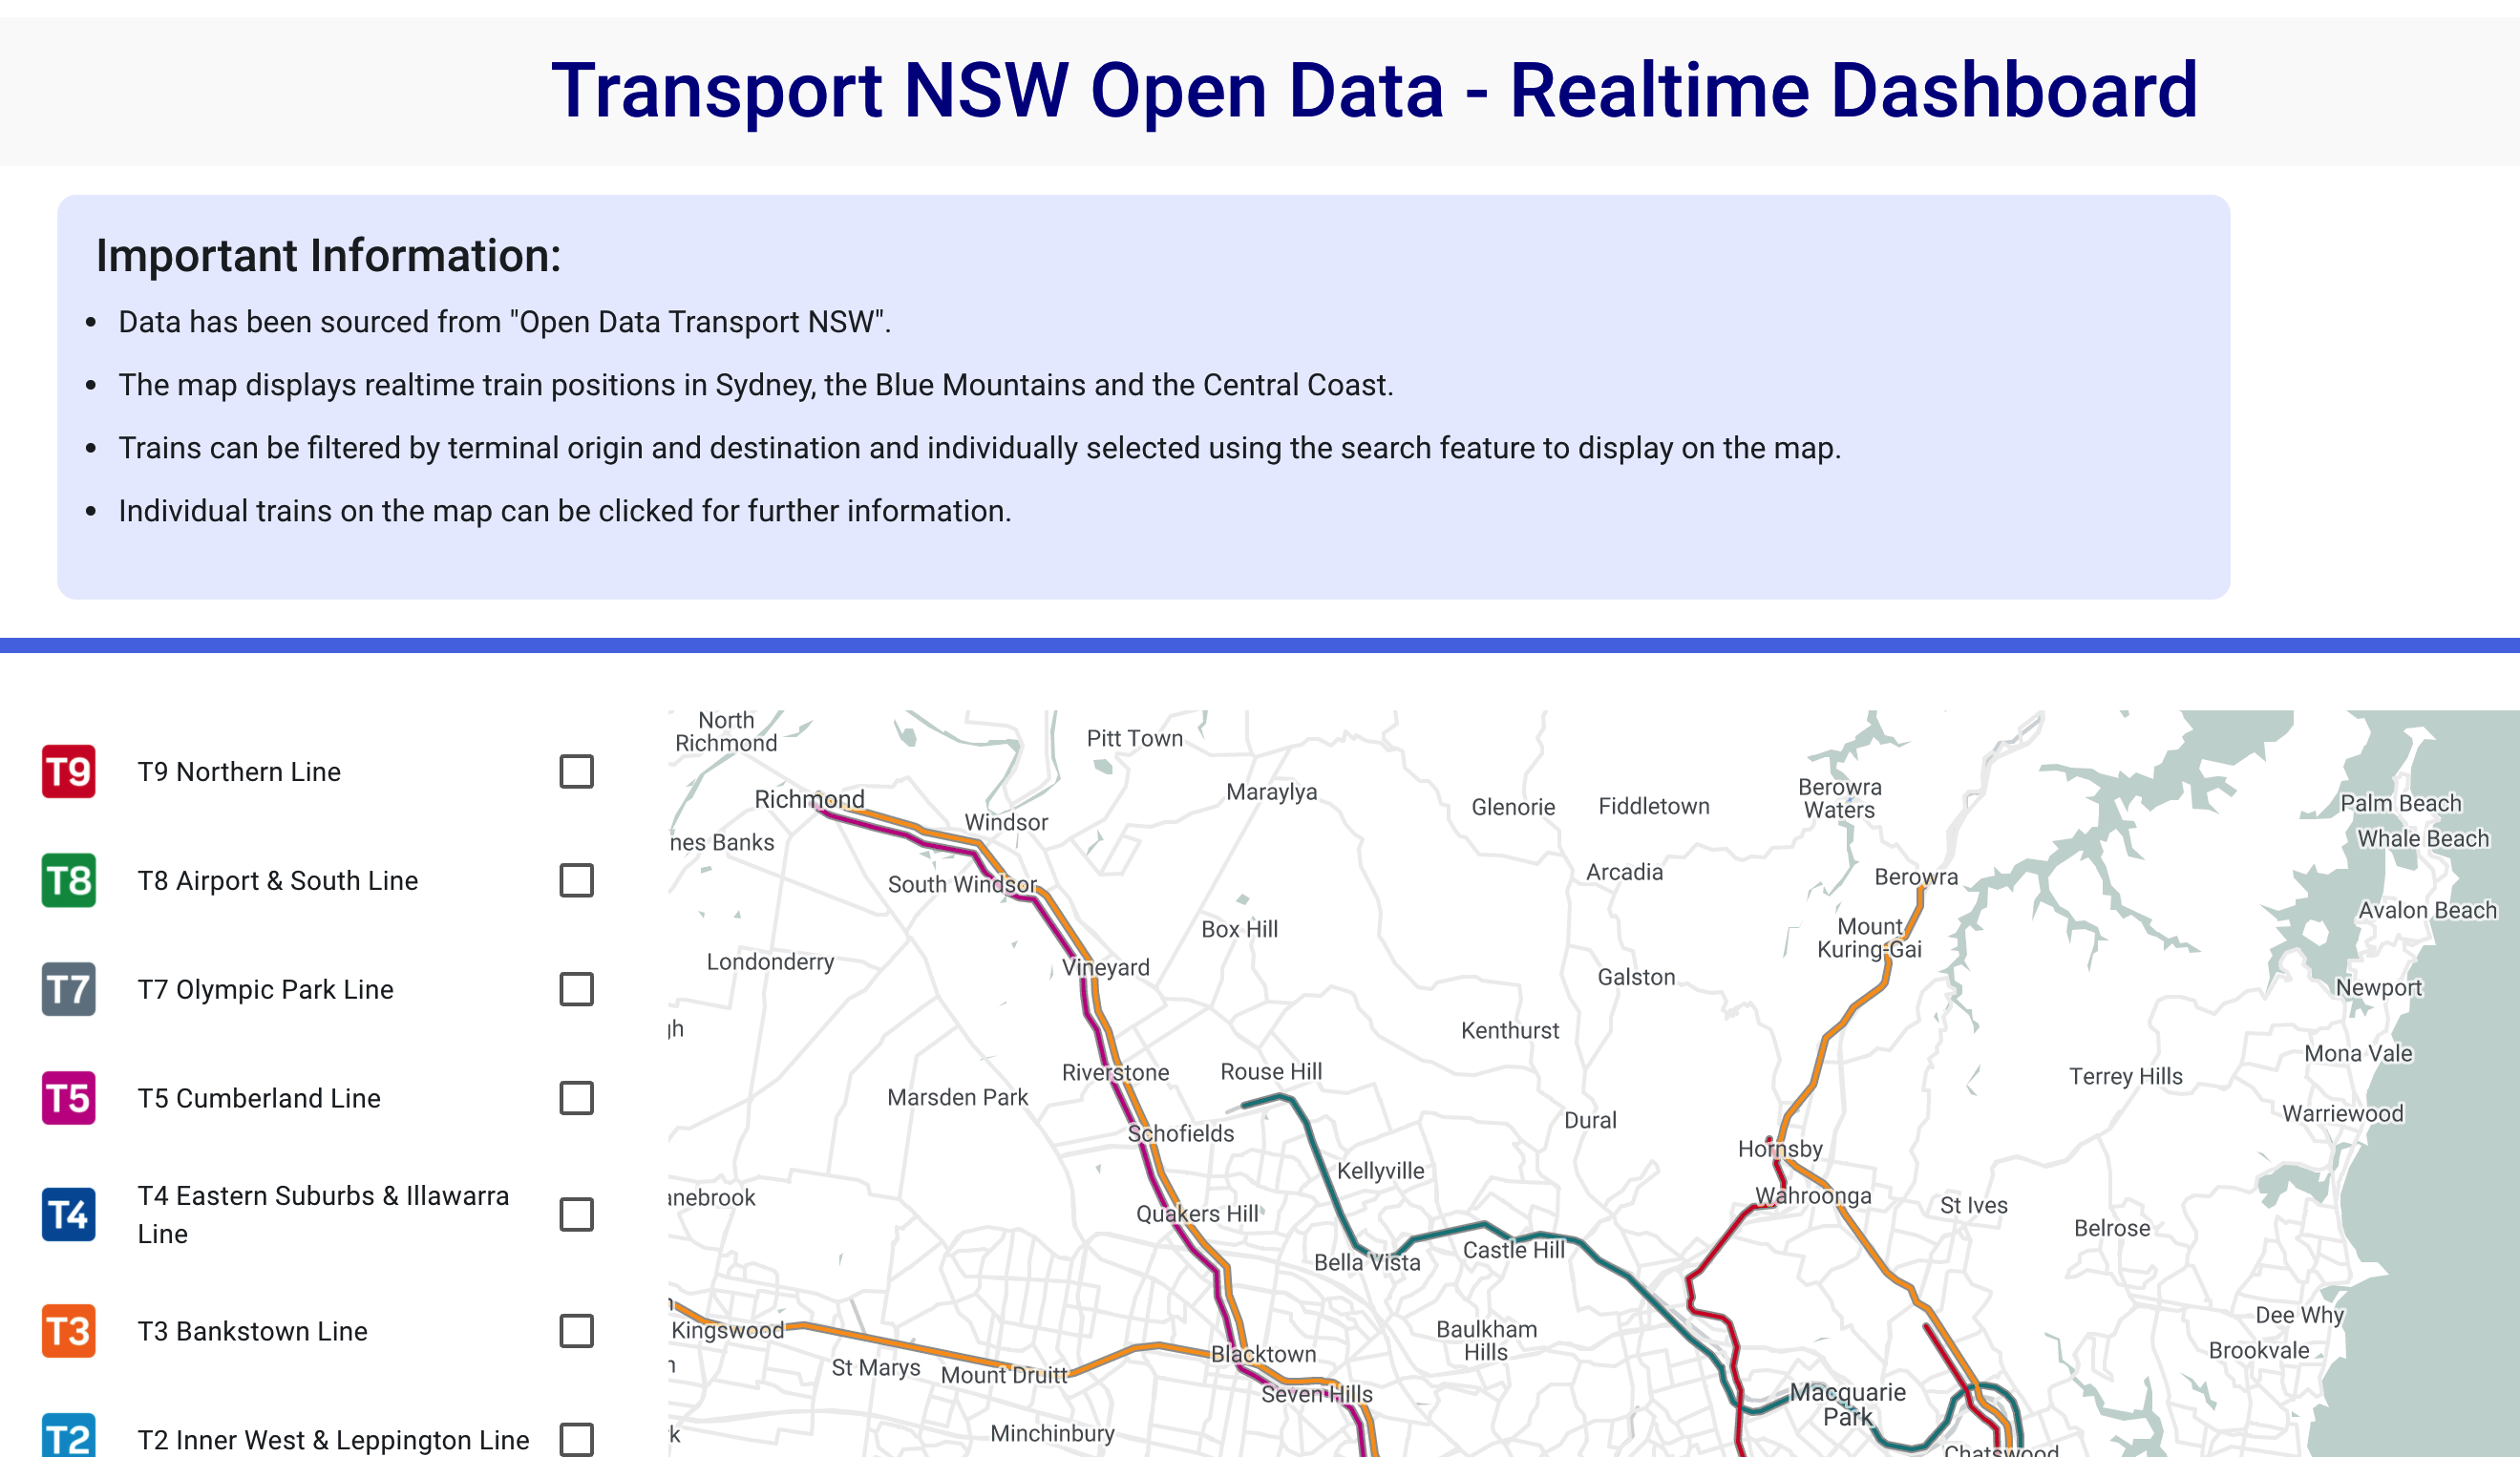 Transport NSW Open Data - Realtime Dashboard
Important Information:
• Data has been sourced from "Open Data Transport NSW".
• The map displays realtime train positions in Sydney, the Blue Mountains and the Central Coast.
• Trains can be filtered by terminal origin and destination and individually selected using the search feature to display on the map.
• Individual trains on the map can be clicked for further information.
T9 T9 Northern Line
T8 T8 Airport & South Line
T7 T7 Olympic Park Line
T5 T5 Cumberland Line
T4 T4 Eastern Suburbs & Illawarra
Line
T3 T3 Bankstown Line
T2 T2 Inner West & Leppington Line
North
Richmond
Pitt Town
Richmond
Maraylya
Windsor
Glenorie
Fiddletown
Berowra
Waters
Palm Beach
Whale Beach
nes Banks
South Windsor
Arcadia
Berowra
Avalon Beach
Box Hill
Mount
Kuring-Gai
Londonderry
Vineyard
Galston
Newport
gh
Kenthurst
Mona Vale
Riverstone
Rouse Hill
Terrey Hills
Marsden Park
Schofields
Dural
Warriewood
Hornsby
Kellyville
anebrook
Wahroonga
Quakers Hill
St Ives
Belrose
Bella Vista
Castle Hill
Kingswood
Baulkham
Hills
Dee Why
Brookvale
St Marys
Mount Druitt
Blacktown
Seven Hills
Macquarie
Park
Minchinbury
Chatswood